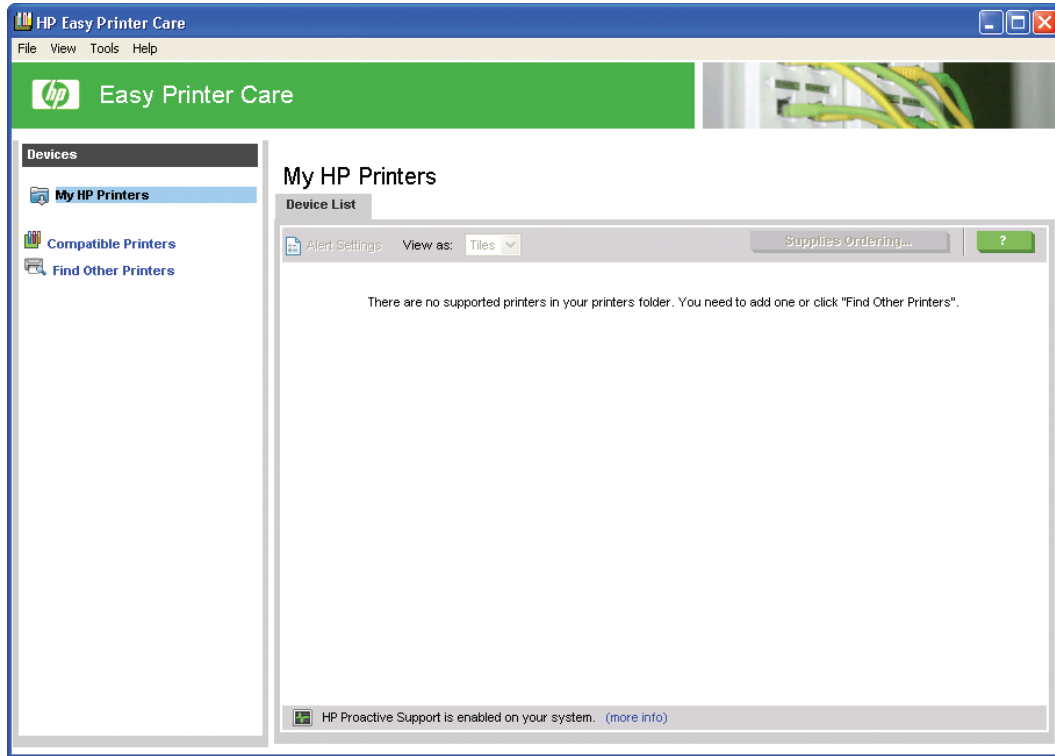 HP Easy Printer Care
File View Tools Help
hp Easy Printer Care
Devices
My HP Printers
Compatible Printers
Find Other Printers
My HP Printers
Device List
Alert Settings View as: Tiles Supplies Ordering... ?
There are no supported printers in your printers folder. You need to add one or click "Find Other Printers".
HP Proactive Support is enabled on your system. (more info)